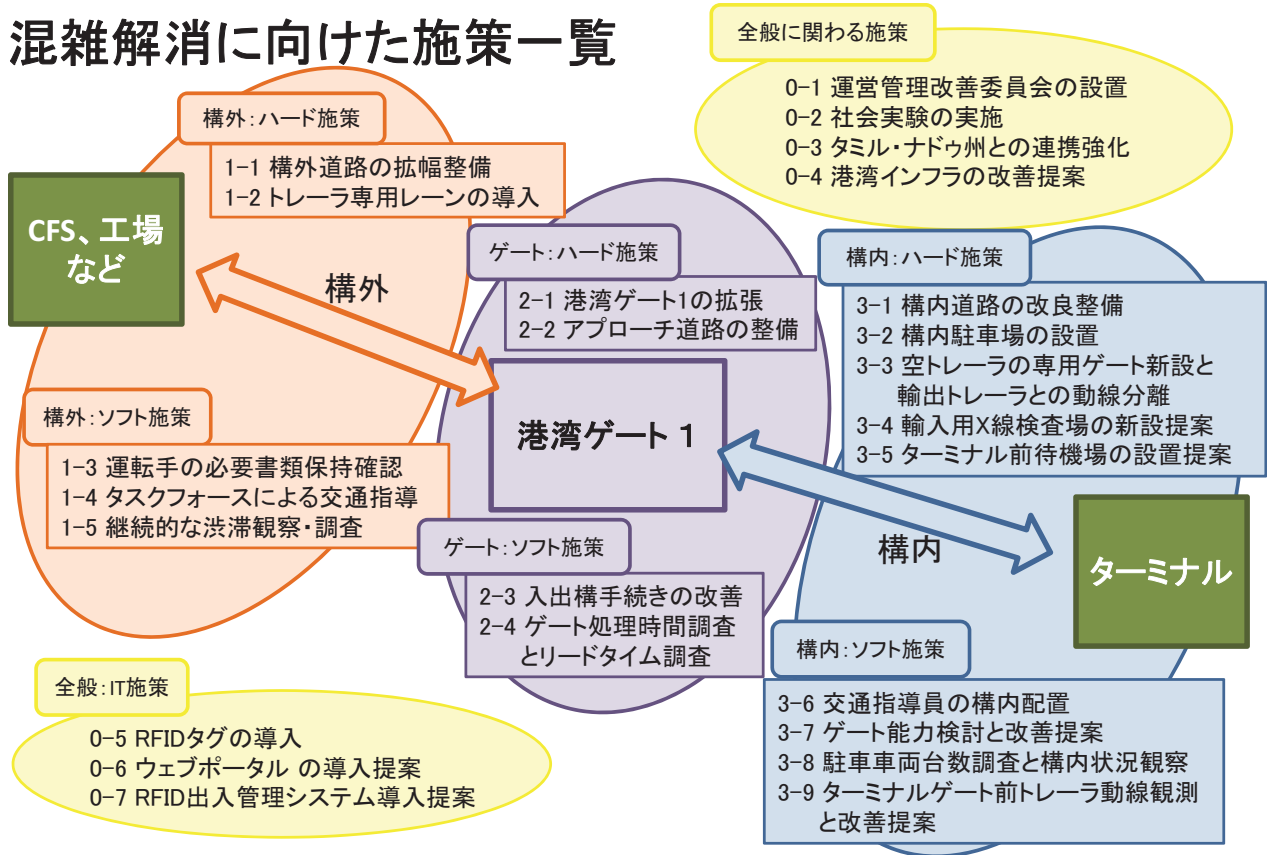 混雑解消に向けた施策一覧
全般に関わる施策
0-1 運営管理改善委員会の設置
0-2 社会実験の実施
0-3 タミル・ナドゥ州との連携強化
0-4 港湾インフラの改善提案
構外:ハード施策
1-1 構外道路の拡幅整備
1-2 トレーラ専用レーンの導入
CFS、工場
など
構外
ゲート:ハード施策
2-1 港湾ゲート1の拡張
2-2 アプローチ道路の整備
構内:ハード施策
3-1 構内道路の改良整備
3-2 構内駐車場の設置
3-3 空トレーラの専用ゲート新設と
輸出トレーラとの動線分離
3-4 輸入用X線検査場の新設提案
3-5 ターミナル前待機場の設置提案
構外:ソフト施策
1-3 運転手の必要書類保持確認
1-4 タスクフォースによる交通指導
1-5 継続的な渋滞観察・調査
港湾ゲート 1
構内
ターミナル
ゲート:ソフト施策
2-3 入出構手続きの改善
2-4 ゲート処理時間調査
とリードタイム調査
構内:ソフト施策
3-6 交通指導員の構内配置
3-7 ゲート能力検討と改善提案
3-8 駐車車両台数調査と構内状況観察
3-9 ターミナルゲート前トレーラ動線観測
と改善提案
全般:IT施策
0-5 RFIDタグの導入
0-6 ウェブポータル の導入提案
0-7 RFID出入管理システム導入提案